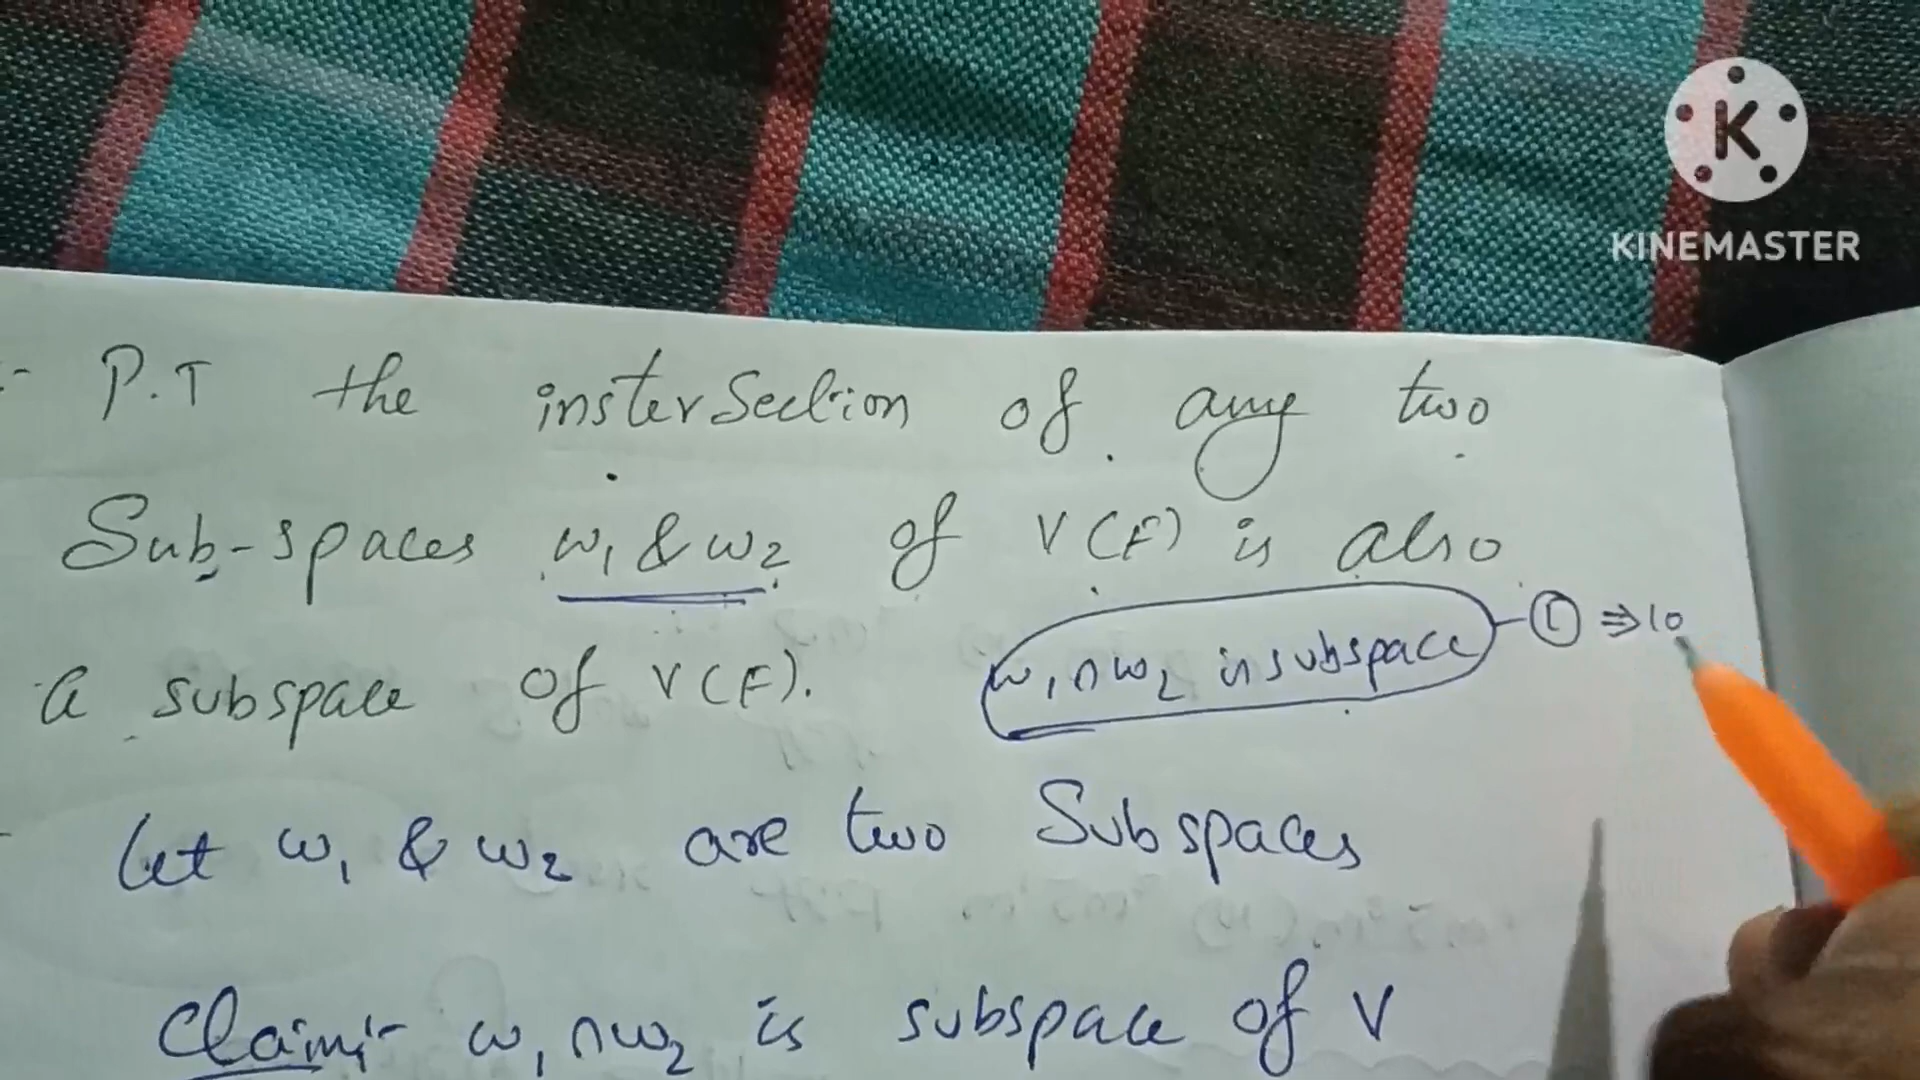 KINEMASTER
:- P.T the instersection of any two
Sub-spaces w₁ & w₂ of V(F) is also
a subspace of V(F).
w₁∩w₂ is subspace -① ⇒10
Let w₁ & w₂ are two Subspaces
Claim:- w₁∩w₂ is subspace of V